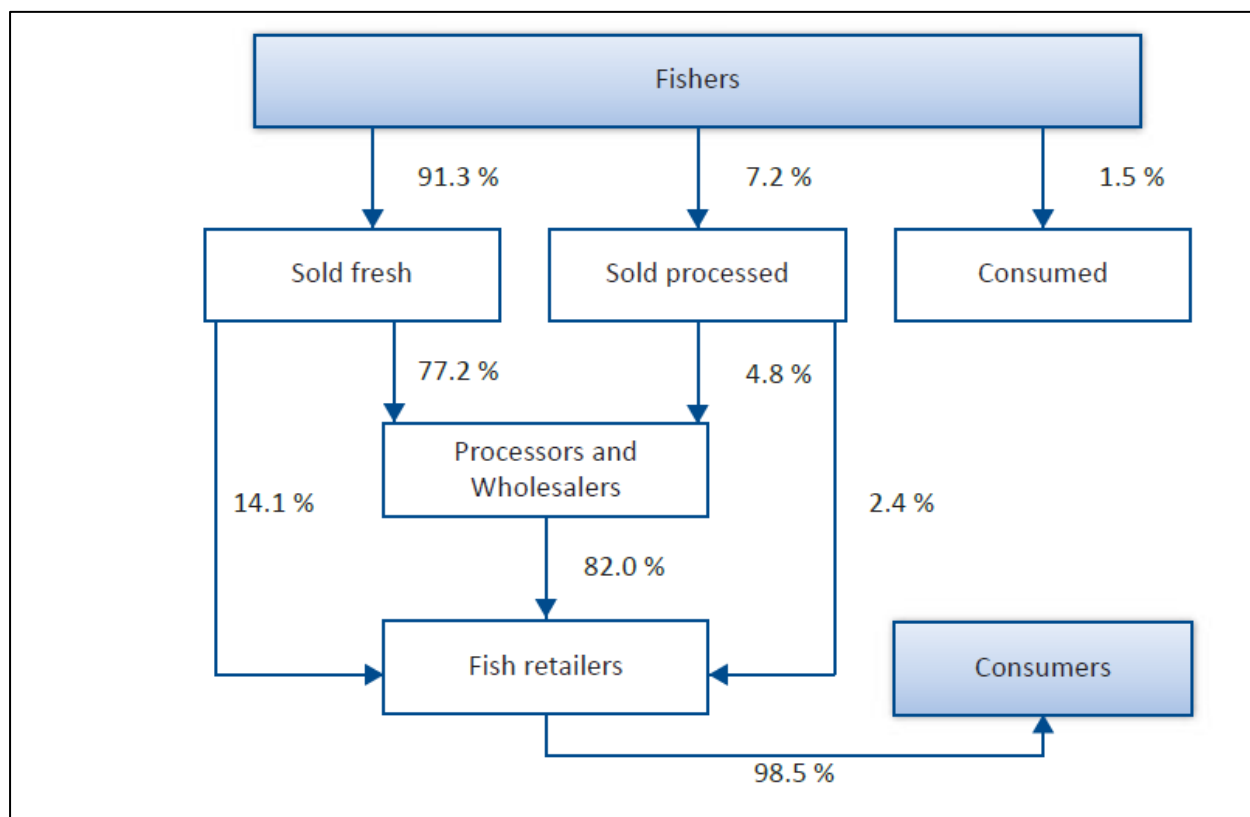 Fishers
91.3 %
7.2 %
1.5 %
Sold fresh
Sold processed
Consumed
77.2 %
4.8 %
Processors and
Wholesalers
14.1 %
2.4 %
82.0 %
Fish retailers
Consumers
98.5 %